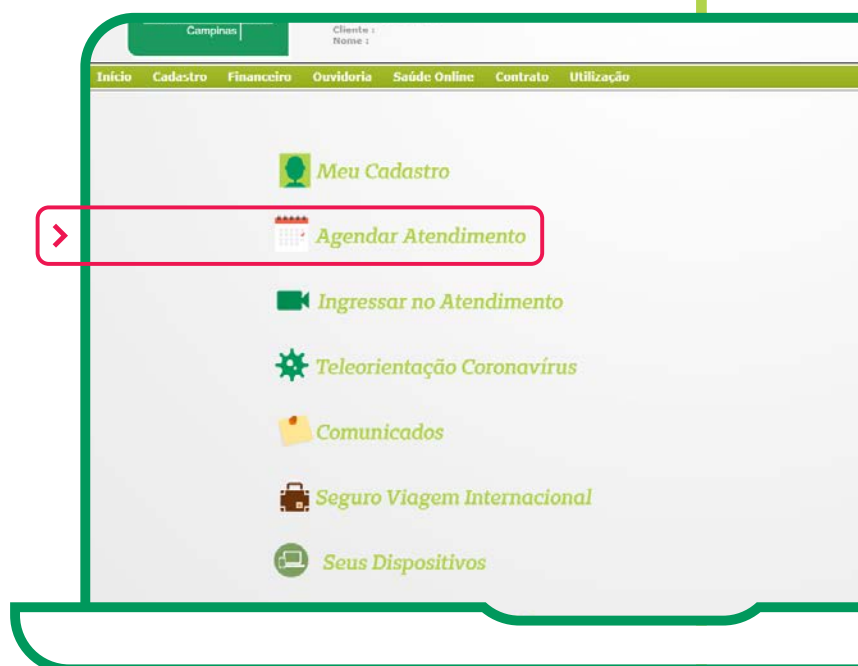 Campinas
Cliente :
Nome :
Início Cadastro Financeiro Ouvidoria Saúde Online Contrato Utilização
Meu Cadastro
Agendar Atendimento
Ingressar no Atendimento
Teleorientação Coronavírus
Comunicados
Seguro Viagem Internacional
Seus Dispositivos